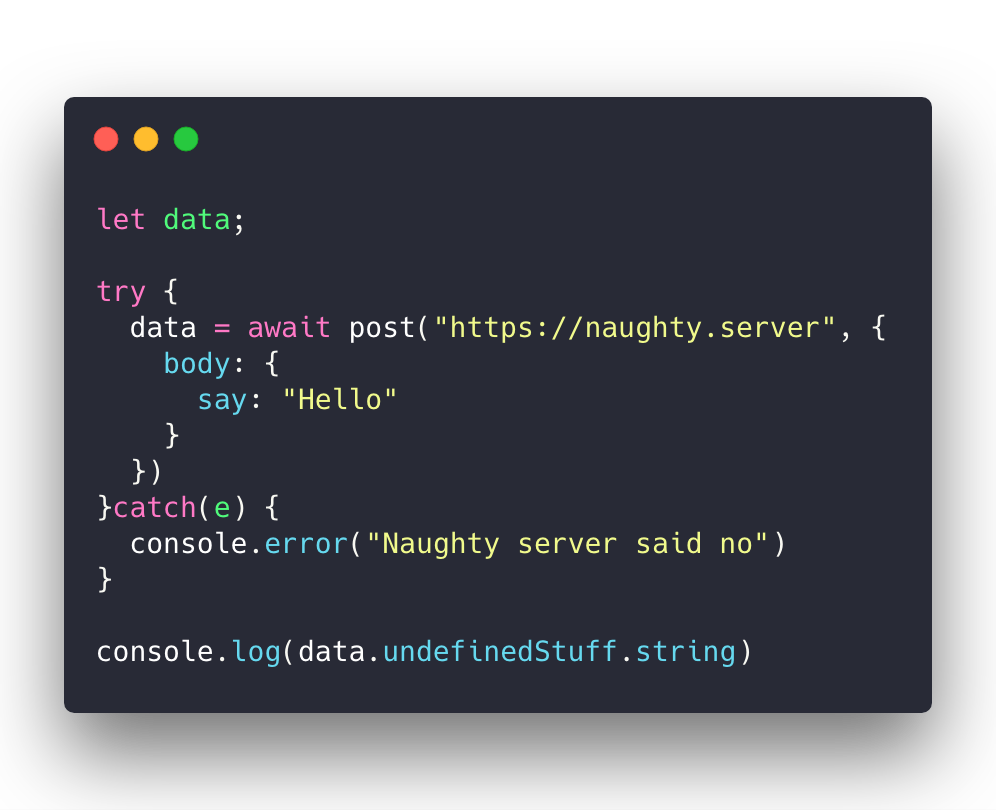 let data;
try {
  data = await post("https://naughty.server", {
    body: {
      say: "Hello"
    }
  })
}catch(e) {
  console.error("Naughty server said no")
}
console.log(data.undefinedStuff.string)